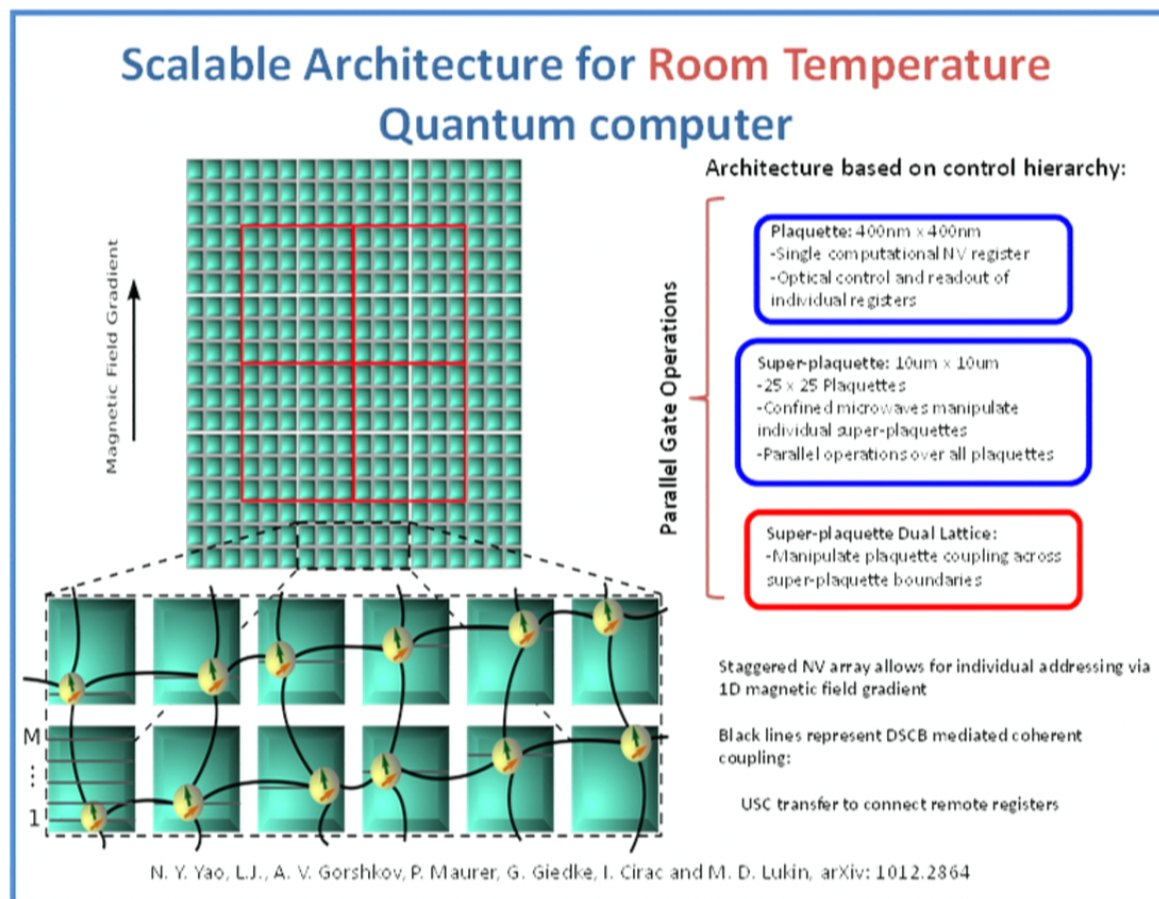 Scalable Architecture for Room Temperature
Quantum computer
Magnetic Field Gradient
M
...
1
Parallel Gate Operations
Architecture based on control hierarchy:
Plaquette: 400nm x 400nm
-Single computational NV register
-Optical control and readout of
individual registers
Super-plaquette: 10um x 10um
-25 x 25 Plaquettes
-Confined microwaves manipulate
individual super-plaquettes
-Parallel operations over all plaquettes
Super-plaquette Dual Lattice:
-Manipulate plaquette coupling across
super-plaquette boundaries
Staggered NV array allows for individual addressing via
1D magnetic field gradient
Black lines represent DSCB mediated coherent
coupling:
USC transfer to connect remote registers
N. Y. Yao, L.J., A. V. Gorshkov, P. Maurer, G. Giedke, I. Cirac and M. D. Lukin, arXiv: 1012.2864